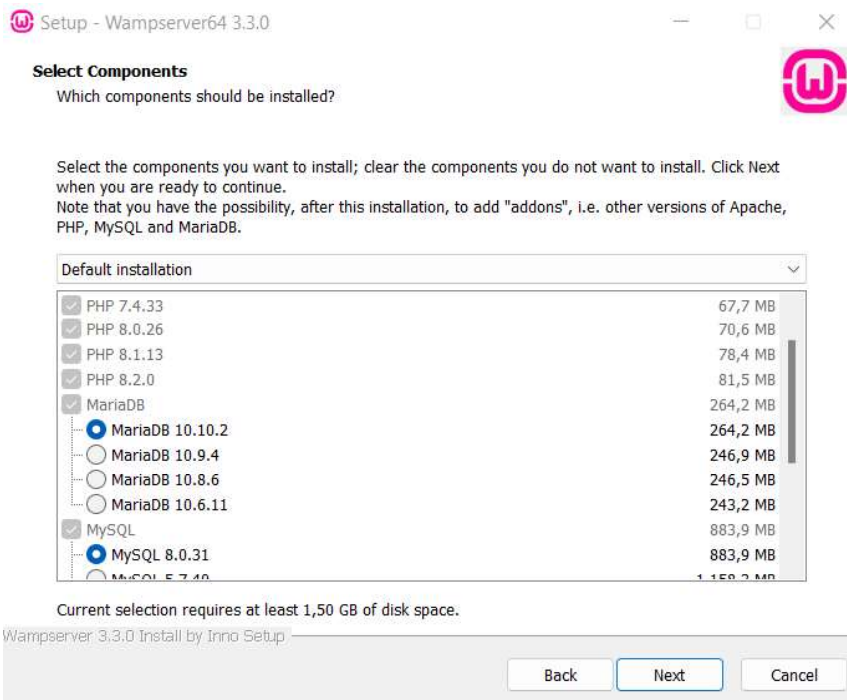 Setup - Wampserver64 3.3.0
Select Components
Which components should be installed?
Select the components you want to install; clear the components you do not want to install. Click Next
when you are ready to continue.
Note that you have the possibility, after this installation, to add "addons", i.e. other versions of Apache,
PHP, MySQL and MariaDB.
Default installation
PHP 7.4.33 67,7 MB
PHP 8.0.26 70,6 MB
PHP 8.1.13 78,4 MB
PHP 8.2.0 81,5 MB
MariaDB 264,2 MB
MariaDB 10.10.2 264,2 MB
MariaDB 10.9.4 246,9 MB
MariaDB 10.8.6 246,5 MB
MariaDB 10.6.11 243,2 MB
MySQL 883,9 MB
MySQL 8.0.31 883,9 MB
Current selection requires at least 1,50 GB of disk space.
Wampserver 3.3.0 Install by Inno Setup
Back Next Cancel